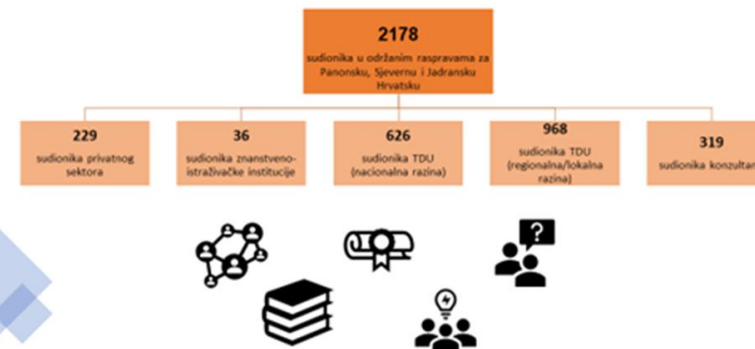 2178
sudionika u održanim raspravama za
Panonsku, Sjevernu i Jadransku
Hrvatsku
229
sudionika privatnog
sektora
36
sudionika znanstveno-
istraživačke institucije
626
sudionika TDU
(nacionalna razina)
968
sudionika TDU
(regionalna/lokalna
razina)
319
sudionika konzultan
?